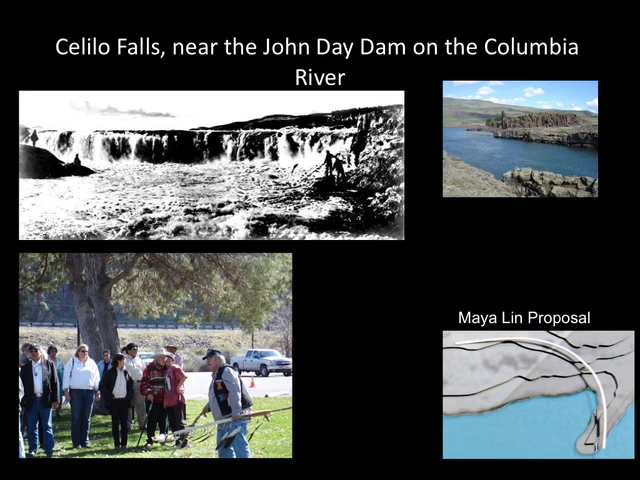 Celilo Falls, near the John Day Dam on the Columbia
River
Maya Lin Proposal